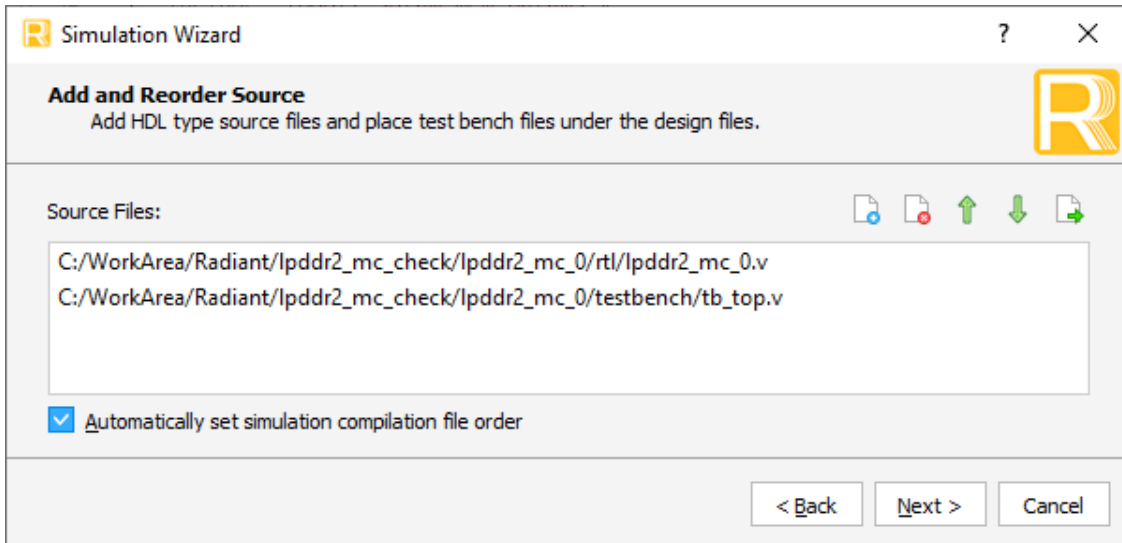 Simulation Wizard
?
Add and Reorder Source
Add HDL type source files and place test bench files under the design files.
Source Files:
C:/WorkArea/Radiant/lpddr2_mc_check/lpddr2_mc_0/rtl/lpddr2_mc_0.v
C:/WorkArea/Radiant/lpddr2_mc_check/lpddr2_mc_0/testbench/tb_top.v
Automatically set simulation compilation file order
< Back Next > Cancel